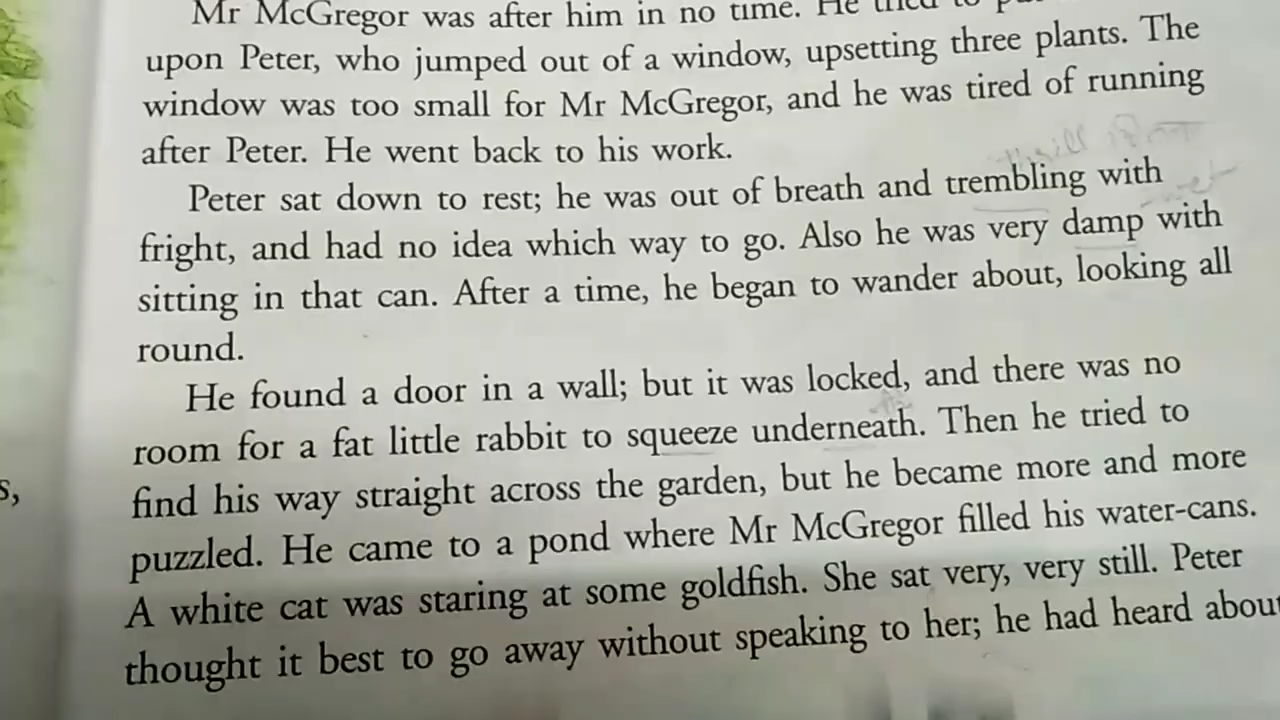 Mr McGregor was after him in no time. He tried to
upon Peter, who jumped out of a window, upsetting three plants. The
window was too small for Mr McGregor, and he was tired of running
after Peter. He went back to his work.
Peter sat down to rest; he was out of breath and trembling with
fright, and had no idea which way to go. Also he was very damp with
sitting in that can. After a time, he began to wander about, looking all
round.
He found a door in a wall; but it was locked, and there was no
room for a fat little rabbit to squeeze underneath. Then he tried to
find his way straight across the garden, but he became more and more
s,
puzzled. He came to a pond where Mr McGregor filled his water-cans.
A white cat was staring at some goldfish. She sat very, very still. Peter
thought it best to go away without speaking to her; he had heard about